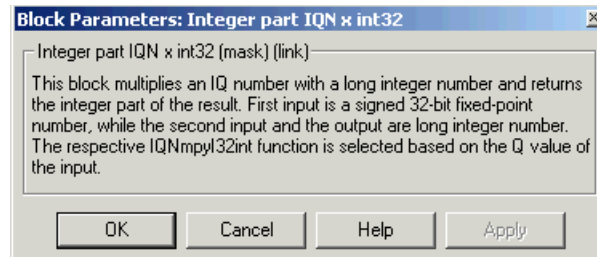 Block Parameters: Integer part IQN x int32
Integer part IQN x int32 (mask) (link)
This block multiplies an IQ number with a long integer number and returns
the integer part of the result. First input is a signed 32-bit fixed-point
number, while the second input and the output are long integer number.
The respective IQNmpyI32int function is selected based on the Q value of
the input.
OK Cancel Help Apply